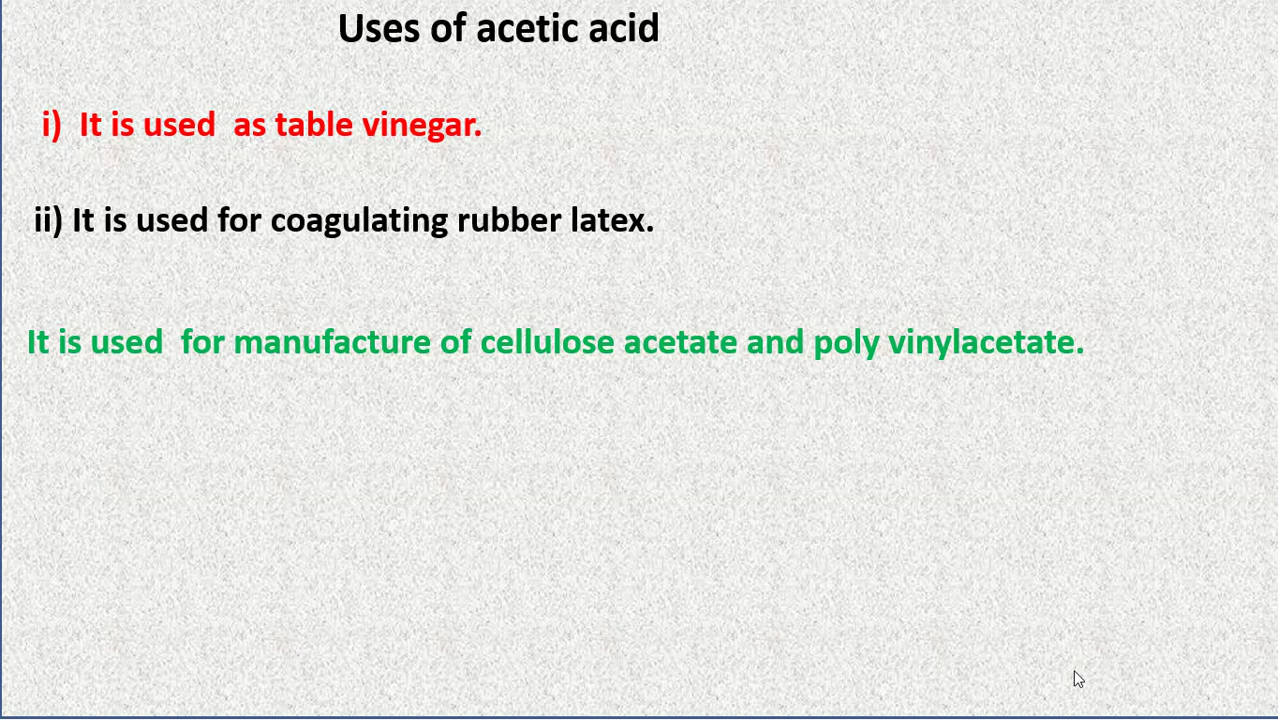 Uses of acetic acid
i) It is used as table vinegar.
ii) It is used for coagulating rubber latex.
It is used for manufacture of cellulose acetate and poly vinylacetate.